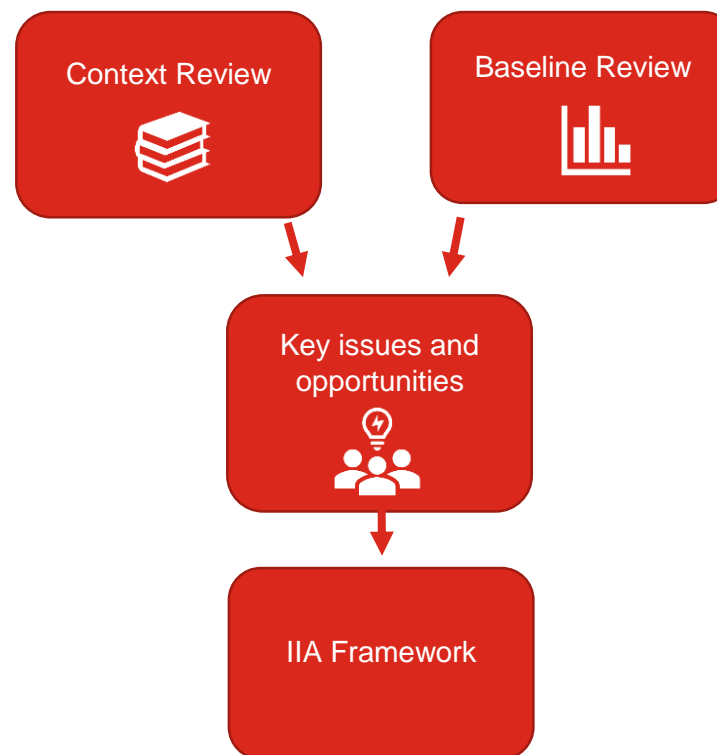 Context Review
Baseline Review
Key issues and
opportunities
IIA Framework